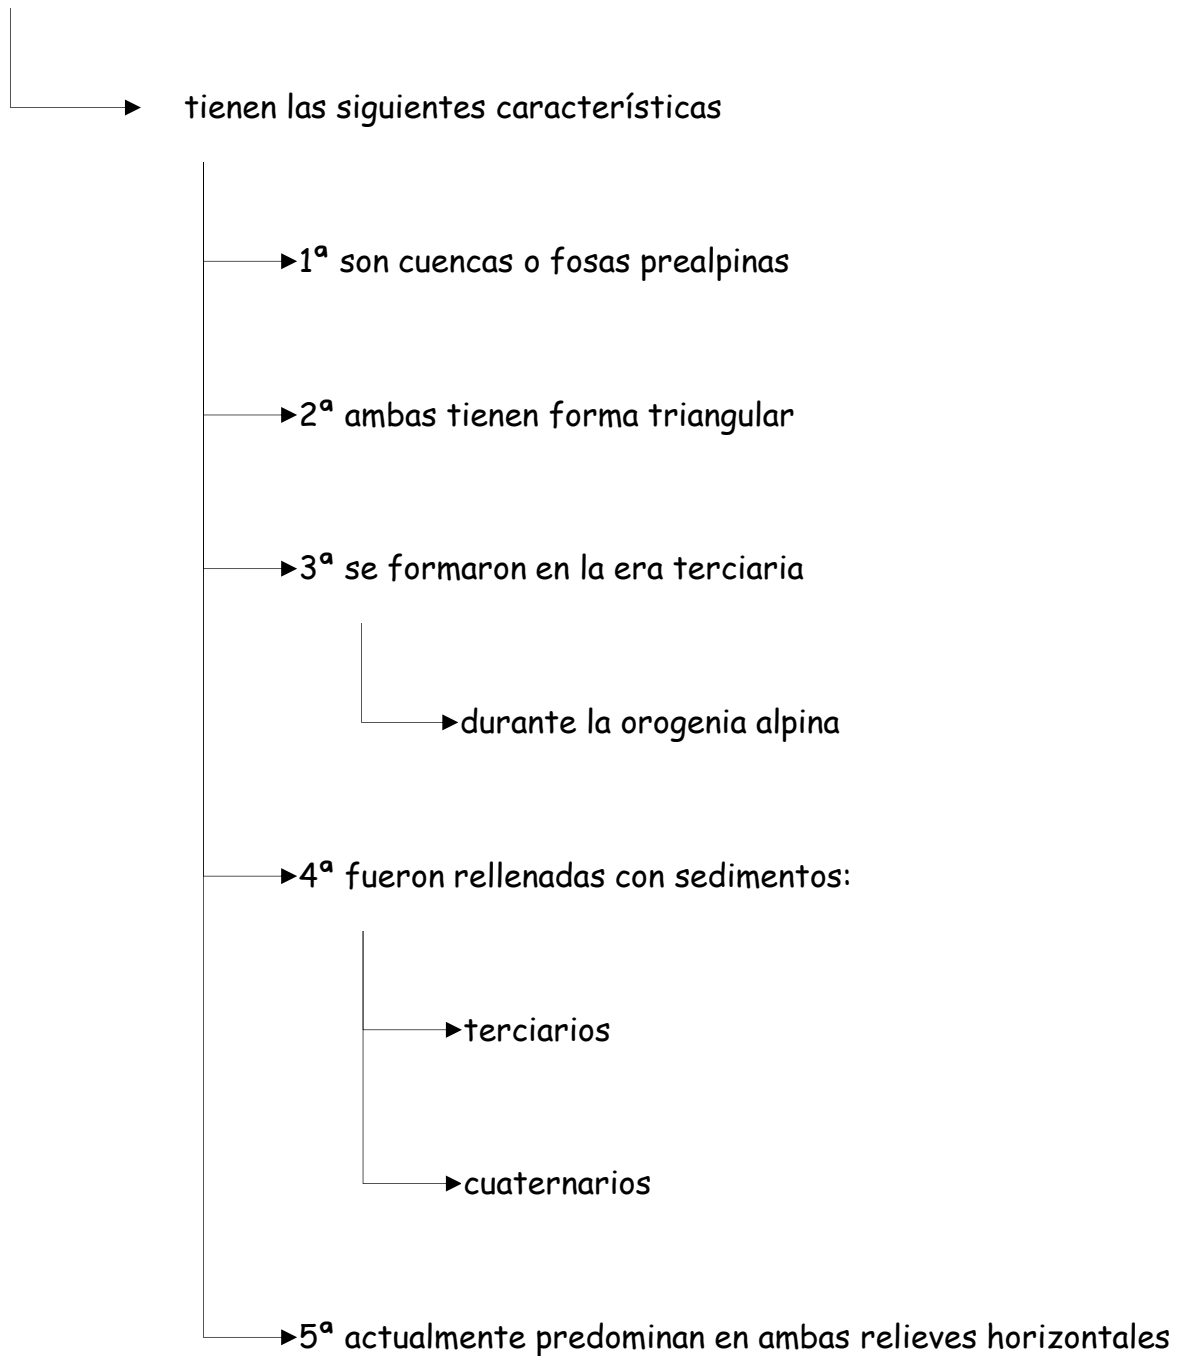 tienen las siguientes característicastica
1ª son cuencas o fosas prealpinas
2ª ambas tienen forma triangular
3ª se formaron en la era terciaria
durante la orogenia alpina
4ª fueron rellenadas con sedimentos:
terciarios
cuaternarios
5ª actualmente predominan en ambas relieves horizontales